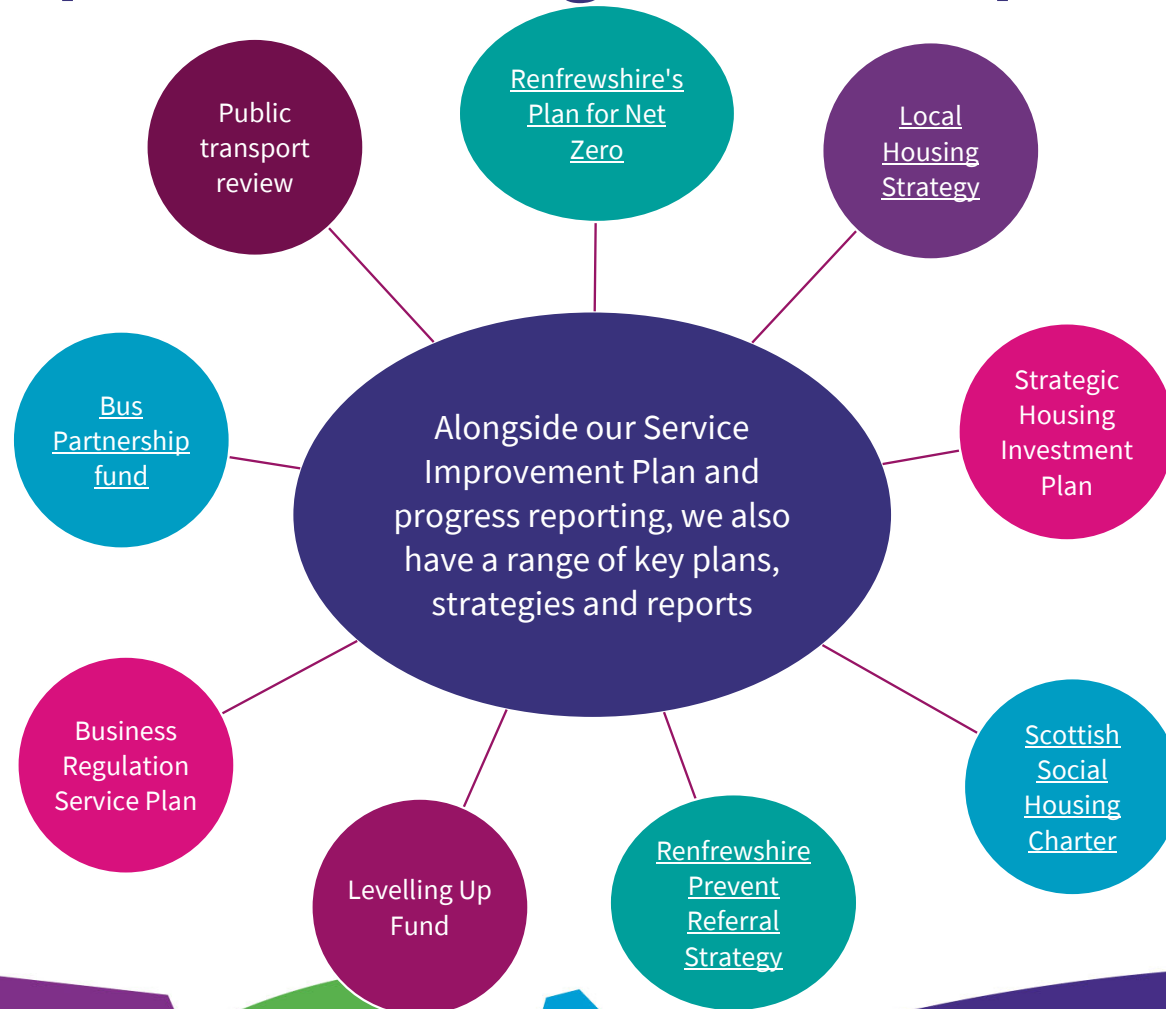 Renfrewshire's
Plan for Net
Zero
Public
transport
review
Local
Housing
Strategy
Bus
Partnership
fund
Strategic
Housing
Investment
Plan
Alongside our Service
Improvement Plan and
progress reporting, we also
have a range of key plans,
strategies and reports
Business
Regulation
Service Plan
Scottish
Social
Housing
Charter
Levelling Up
Fund
Renfrewshire
Prevent
Referral
Strategy